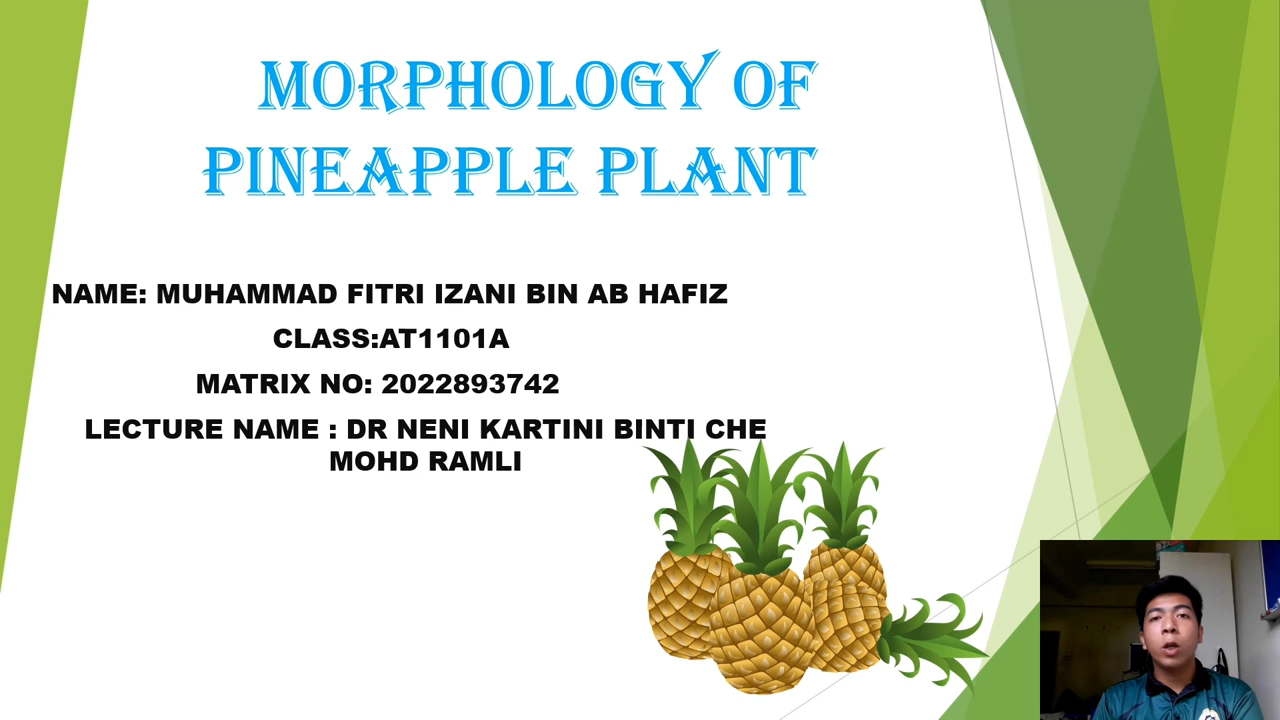 MORPHOLOGY OF
PINEAPPLE PLANT
NAME: MUHAMMAD FITRI IZANI BIN AB HAFIZ
CLASS:AT1101A
MATRIX NO: 2022893742
LECTURE NAME : DR NENI KARTINI BINTI CHE
MOHD RAMLI